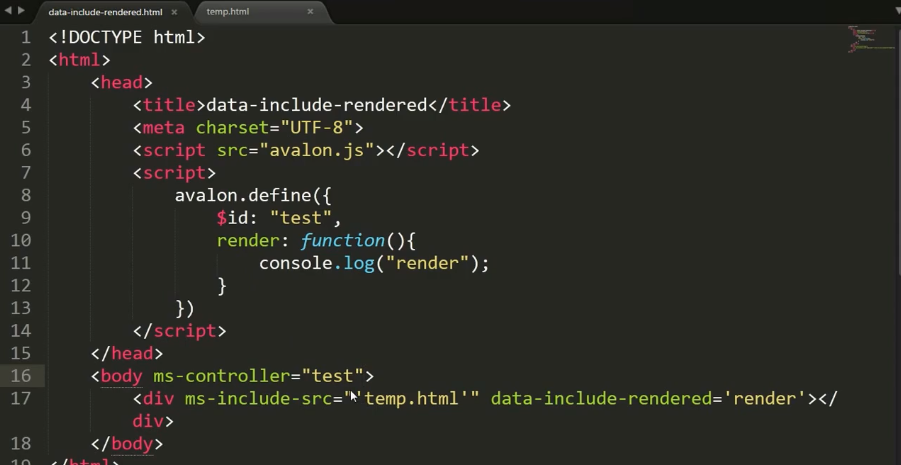 data-include-rendered.html ×
temp.html ×
1 <!DOCTYPE html>
2 <html>
3 <head>
4 <title>data-include-rendered</title>
5 <meta charset="UTF-8">
6 <script src="avalon.js"></script>
7 <script>
8 avalon.define({
9 $id: "test",
10 render: function(){
11 console.log("render");
12 }
13 })
14 </script>
15 </head>
16 <body ms-controller="test">
17 <div ms-include-src="'temp.html'" data-include-rendered='render'></
div>
18 </body>
19 </html>